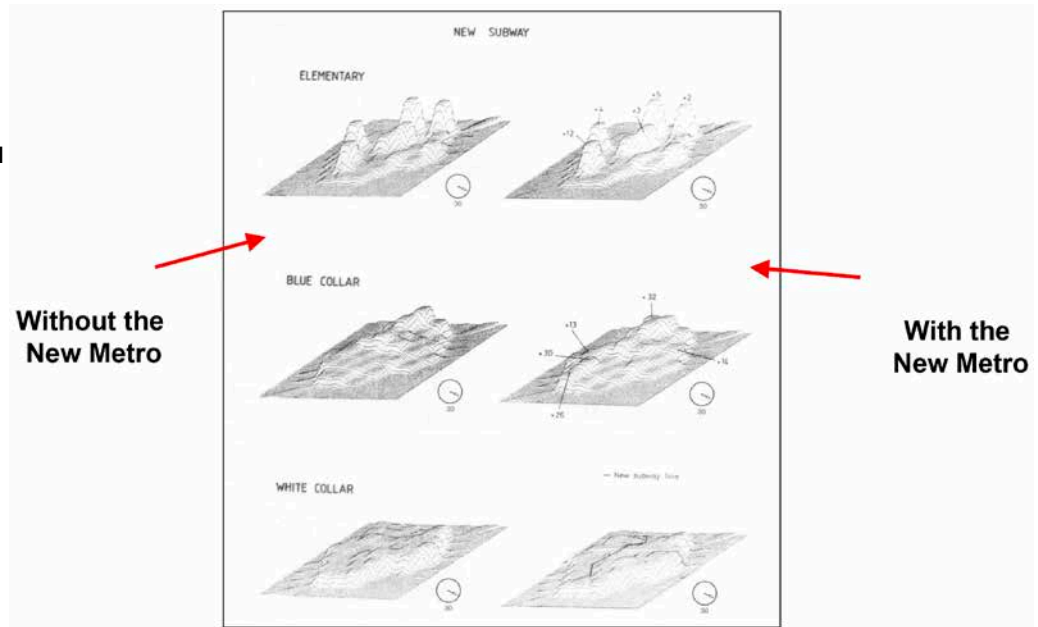 NEW SUBWAY
ELEMENTARY
+5
+4
+3
+2
+12
30
30
Without the
New Metro
With the
New Metro
BLUE COLLAR
+32
+13
+30
+14
+26
30
30
WHITE COLLAR
— New subway line
30
30